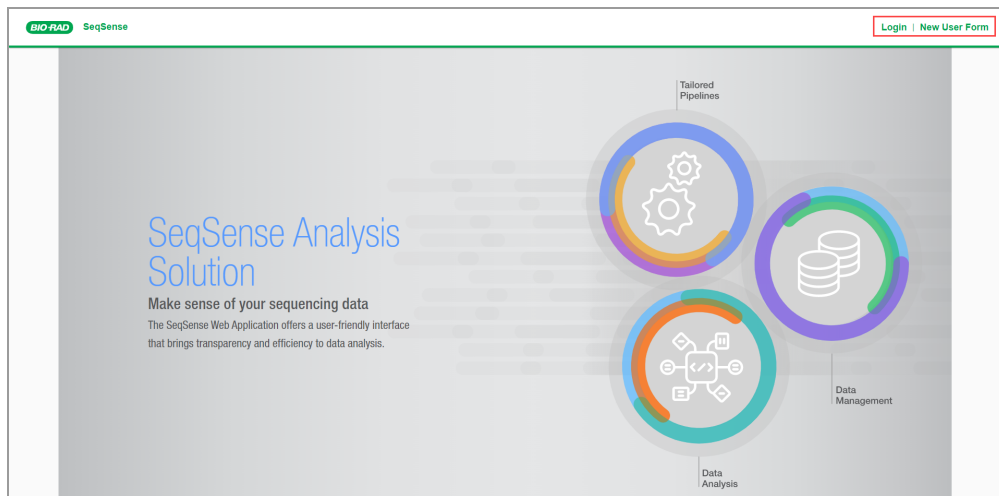 BIO-RAD SeqSense
Login | New User Form
Tailored
Pipelines
SeqSense Analysis
Solution
Make sense of your sequencing data
The SeqSense Web Application offers a user-friendly interface
that brings transparency and efficiency to data analysis.
</>
Data
Management
Data
Analysis